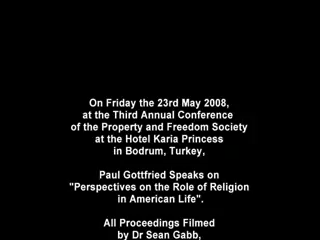 On Friday the 23rd May 2008,
at the Third Annual Conference
of the Property and Freedom Society
at the Hotel Karia Princess
in Bodrum, Turkey,
Paul Gottfried Speaks on
"Perspectives on the Role of Religion
in American Life".
All Proceedings Filmed
by Dr Sean Gabb,